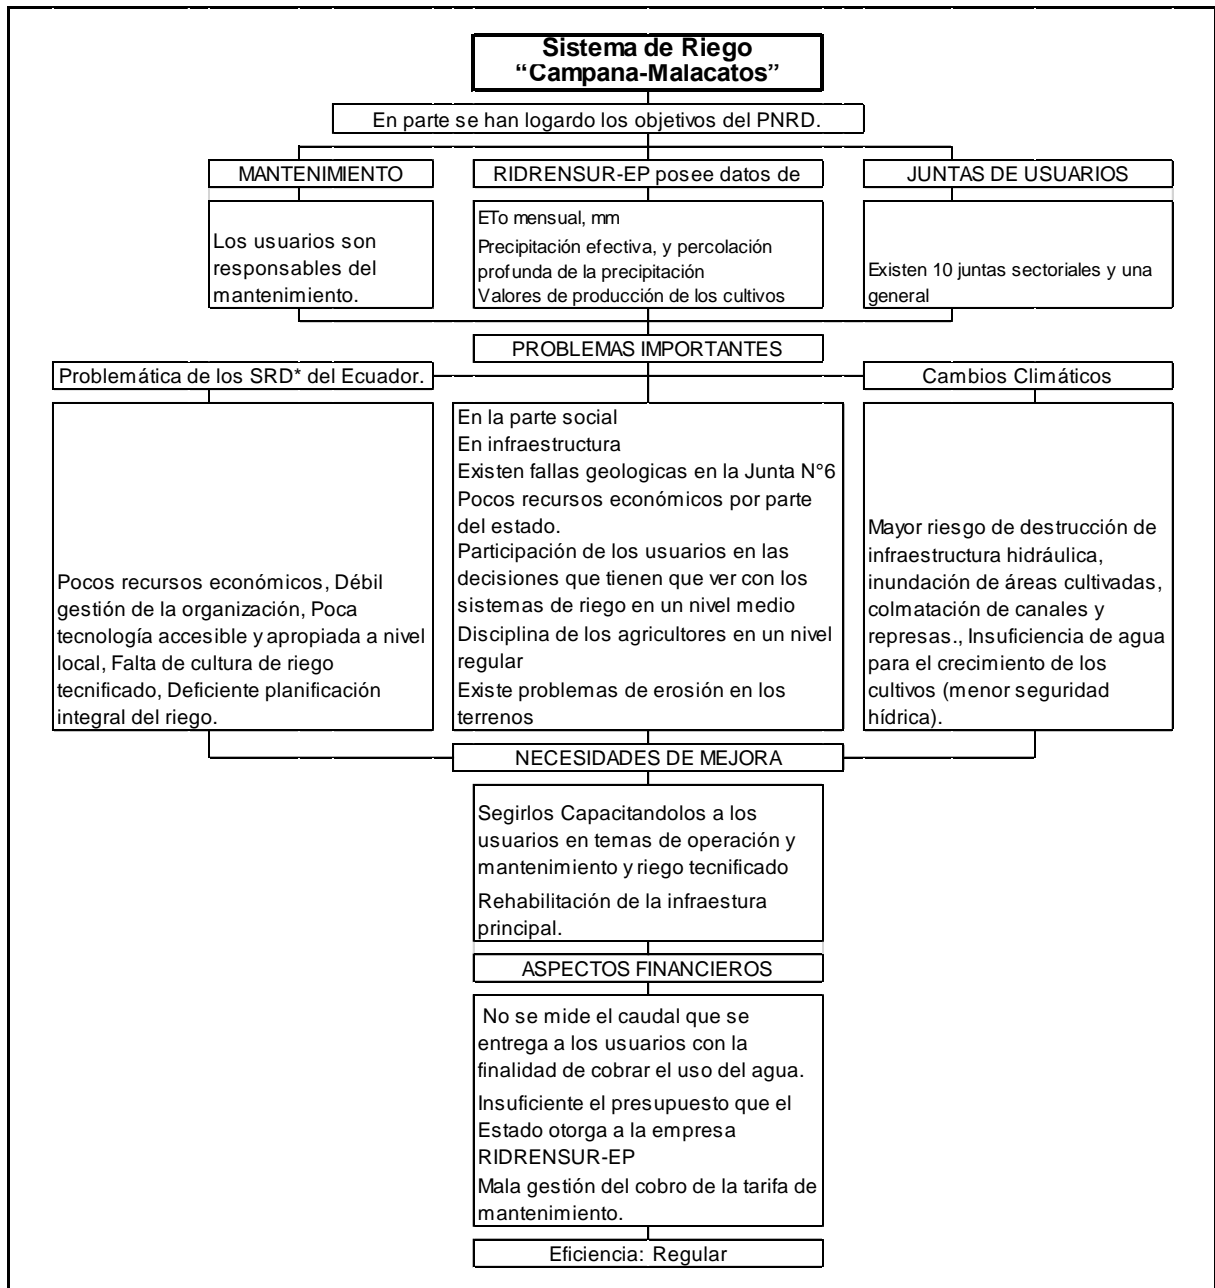 Sistema de Riego
“Campana-Malacatos”
En parte se han logardo los objetivos del PNRD.
MANTENIMIENTO
Los usuarios son
responsables del
mantenimiento.
RIDRENSUR-EP posee datos de
ETo mensual, mm
Precipitación efectiva, y percolación
profunda de la precipitación
Valores de producción de los cultivos
JUNTAS DE USUARIOS
Existen 10 juntas sectoriales y una
general
PROBLEMAS IMPORTANTES
Problemática de los SRD* del Ecuador.
Pocos recursos económicos, Débil
gestión de la organización, Poca
tecnología accesible y apropiada a nivel
local, Falta de cultura de riego
tecnificado, Deficiente planificación
integral del riego.
En la parte social
En infraestructura
Existen fallas geologicas en la Junta N°6
Pocos recursos económicos por parte
del estado.
Participación de los usuarios en las
decisiones que tienen que ver con los
sistemas de riego en un nivel medio
Disciplina de los agricultores en un nivel
regular
Existe problemas de erosión en los
terrenos
Cambios Climáticos
Mayor riesgo de destrucción de
infraestructura hidráulica,
inundación de áreas cultivadas,
colmatación de canales y
represas., Insuficiencia de agua
para el crecimiento de los
cultivos (menor seguridad
hídrica).
NECESIDADES DE MEJORA
Segirlos Capacitandolos a los
usuarios en temas de operación y
mantenimiento y riego tecnificado
Rehabilitación de la infraestura
principal.
ASPECTOS FINANCIEROS
No se mide el caudal que se
entrega a los usuarios con la
finalidad de cobrar el uso del agua.
Insuficiente el presupuesto que el
Estado otorga a la empresa
RIDRENSUR-EP
Mala gestión del cobro de la tarifa de
mantenimiento.
Eficiencia: Regular